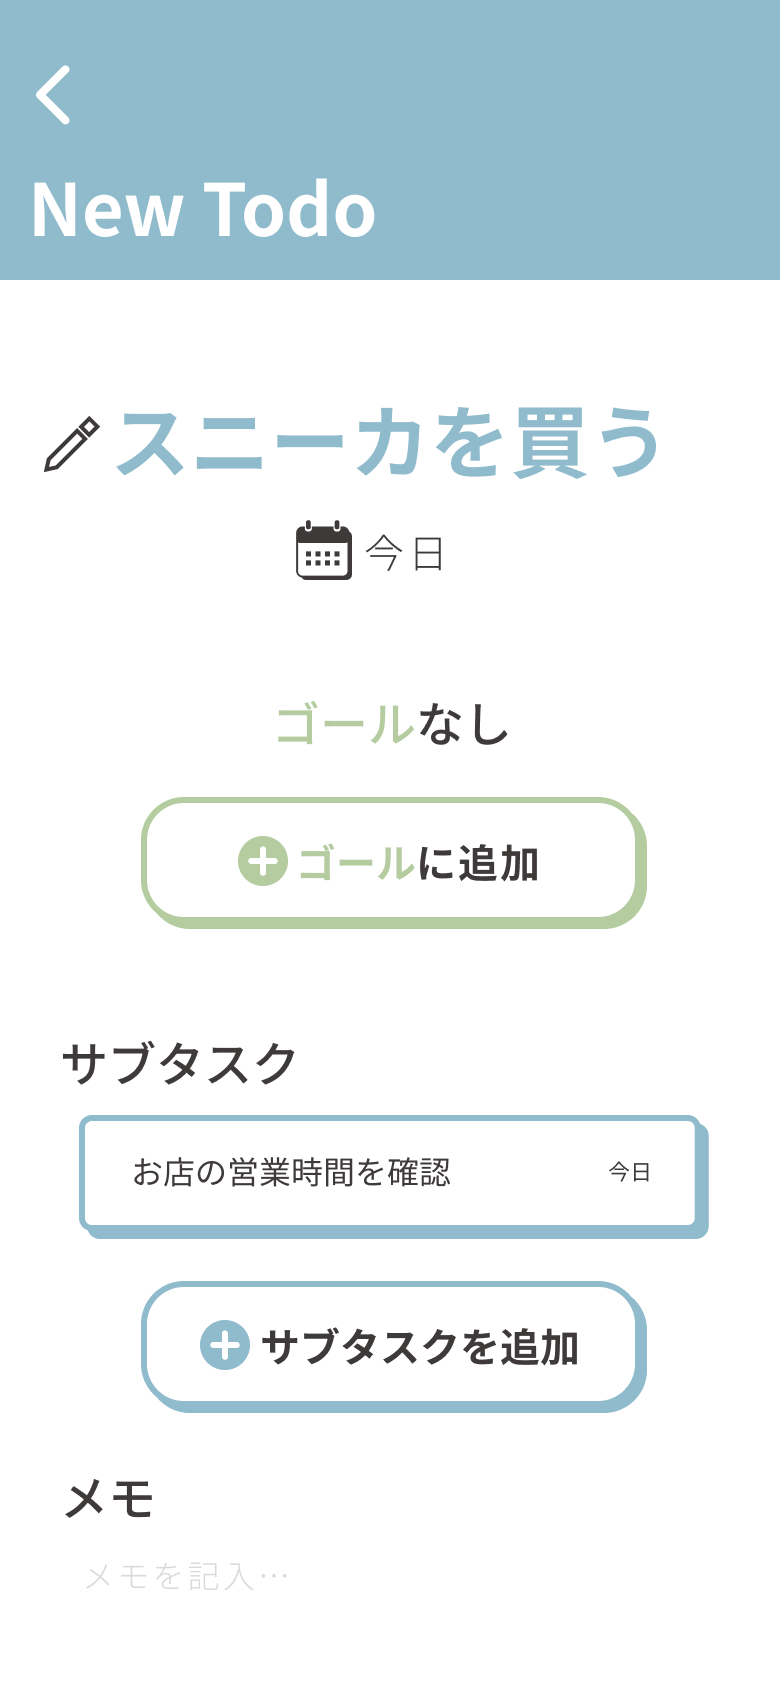 New Todo
スニーカを買う
今日
ゴールなし
ゴールに追加
サブタスク
お店の営業時間を確認 今日
サブタスクを追加
メモ
メモを記入…